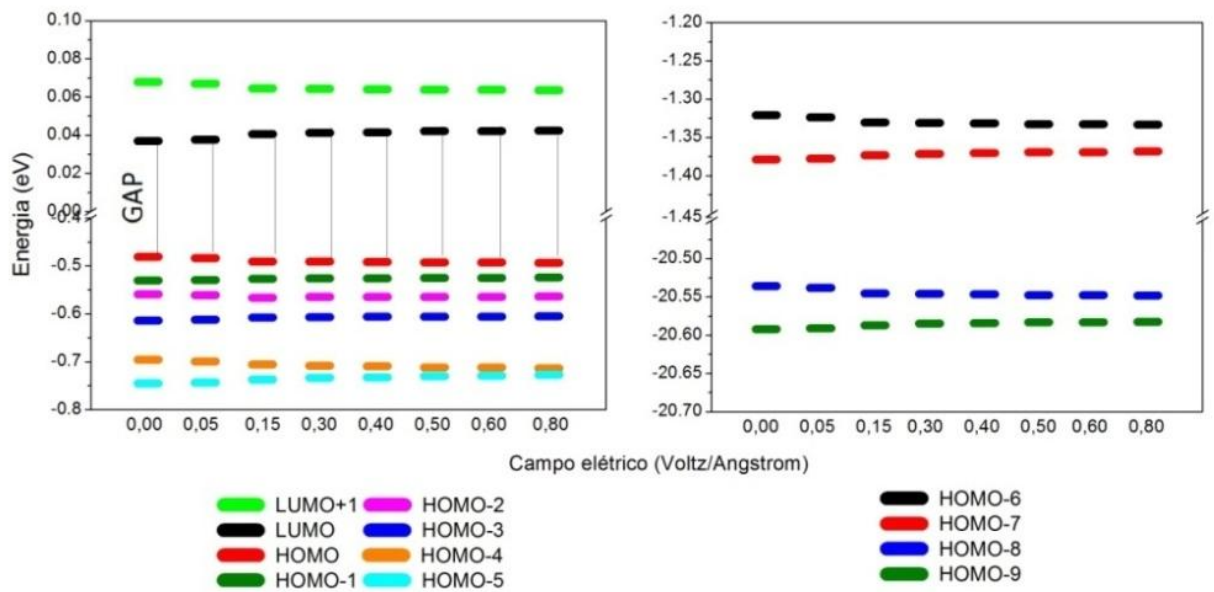 0.10
0.08
0.06
0.04
0.02
0.00
-0.4
-0.5
-0.6
-0.7
-0.8
Energia (eV)
GAP
0,00 0,05 0,15 0,30 0,40 0,50 0,60 0,80
-1.20
-1.30
-1.35
-1.40
-1.45
-20.50
-20.55
-20.60
-20.65
-20.70
0,00 0,05 0,15 0,30 0,40 0,50 0,60 0,80
Campo elétrico (Voltz/Angstrom)
LUMO+1 HOMO-2
LUMO HOMO-3
HOMO HOMO-4
HOMO-1 HOMO-5
HOMO-6
HOMO-7
HOMO-8
HOMO-9